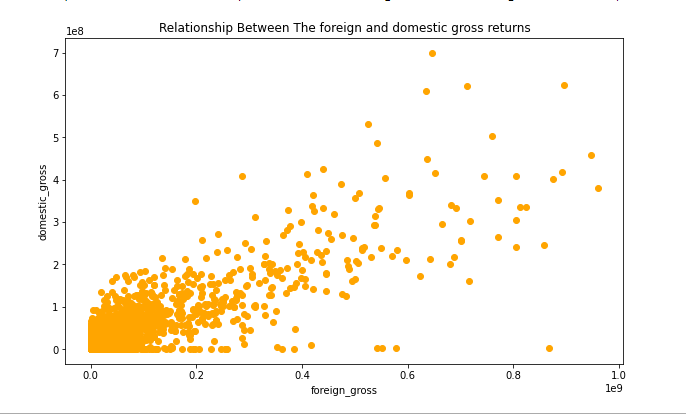 Relationship Between The foreign and domestic gross returns
1e8
7
6
5
4
3
2
1
0
domestic_gross
0.0 0.2 0.4 0.6 0.8 1.0
1e9
foreign_gross